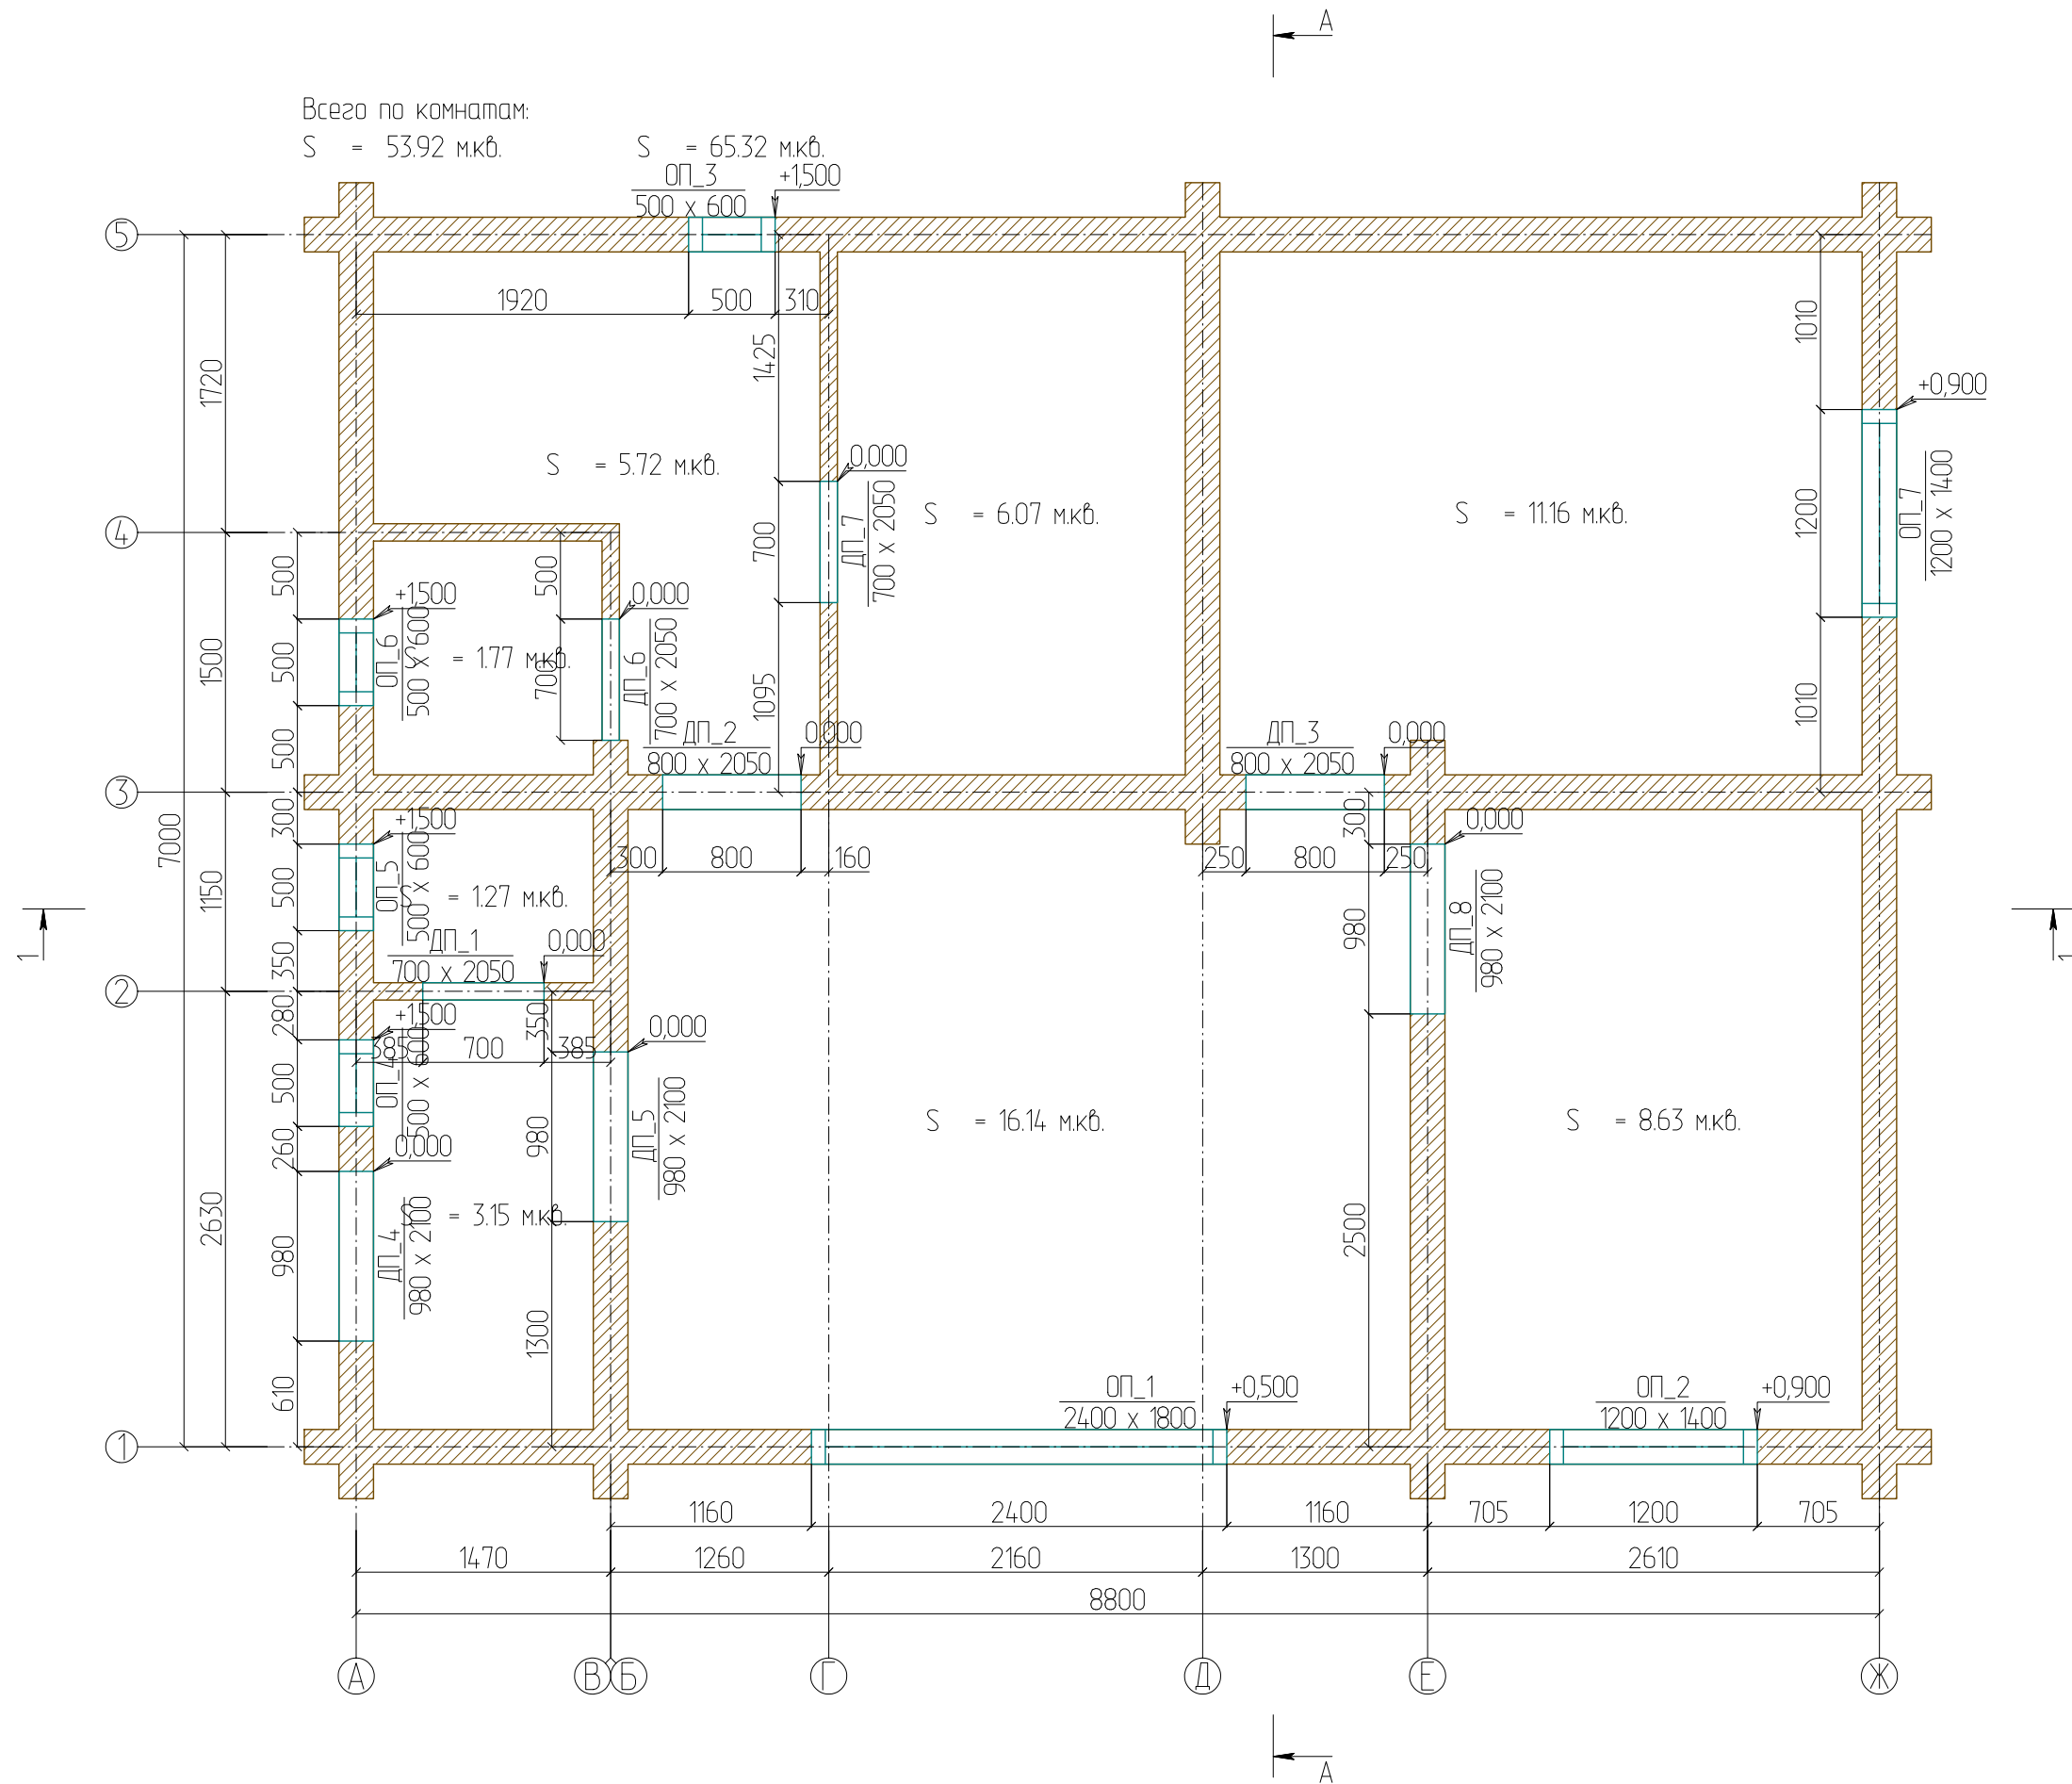 А
Всего по комнатам:
S = 53.92 м.кв.
S = 65.32 м.кв.
ОП_3
500 x 600
+1,500
5
1920
500
310
1425
1720
1010
+0,900
ОП_7
1200 x 1400
1200
1010
S = 5.72 м.кв.
0,000
ДП_7
700 x 2050
700
1095
S = 6.07 м.кв.
S = 11.16 м.кв.
4
500
500
500
1500
+1,500
ОП_6
500 x 600
S = 1.77 м.кв.
500
700
0,000
ДП_6
700 x 2050
ДП_2
800 x 2050
0,000
ДП_3
800 x 2050
0,000
3
7000
300
500
350
1150
+1,500
ОП_5
500 x 600
S = 1.27 м.кв.
300
800
160
250
800
250
300
980
2500
0,000
ДП_8
980 x 2100
1
1
ДП_1
700 x 2050
0,000
2
280
500
260
980
610
2630
+1,500
ОП_4
500 x 600
385
700
385
350
980
1300
0,000
ДП_5
980 x 2100
0,000
ДП_4
980 x 2100
S = 3.15 м.кв.
S = 16.14 м.кв.
S = 8.63 м.кв.
ОП_1
2400 x 1800
+0,500
ОП_2
1200 x 1400
+0,900
1
1160
2400
1160
705
1200
705
1470
1260
2160
1300
2610
8800
А
В
Б
Г
Д
Е
Ж
А